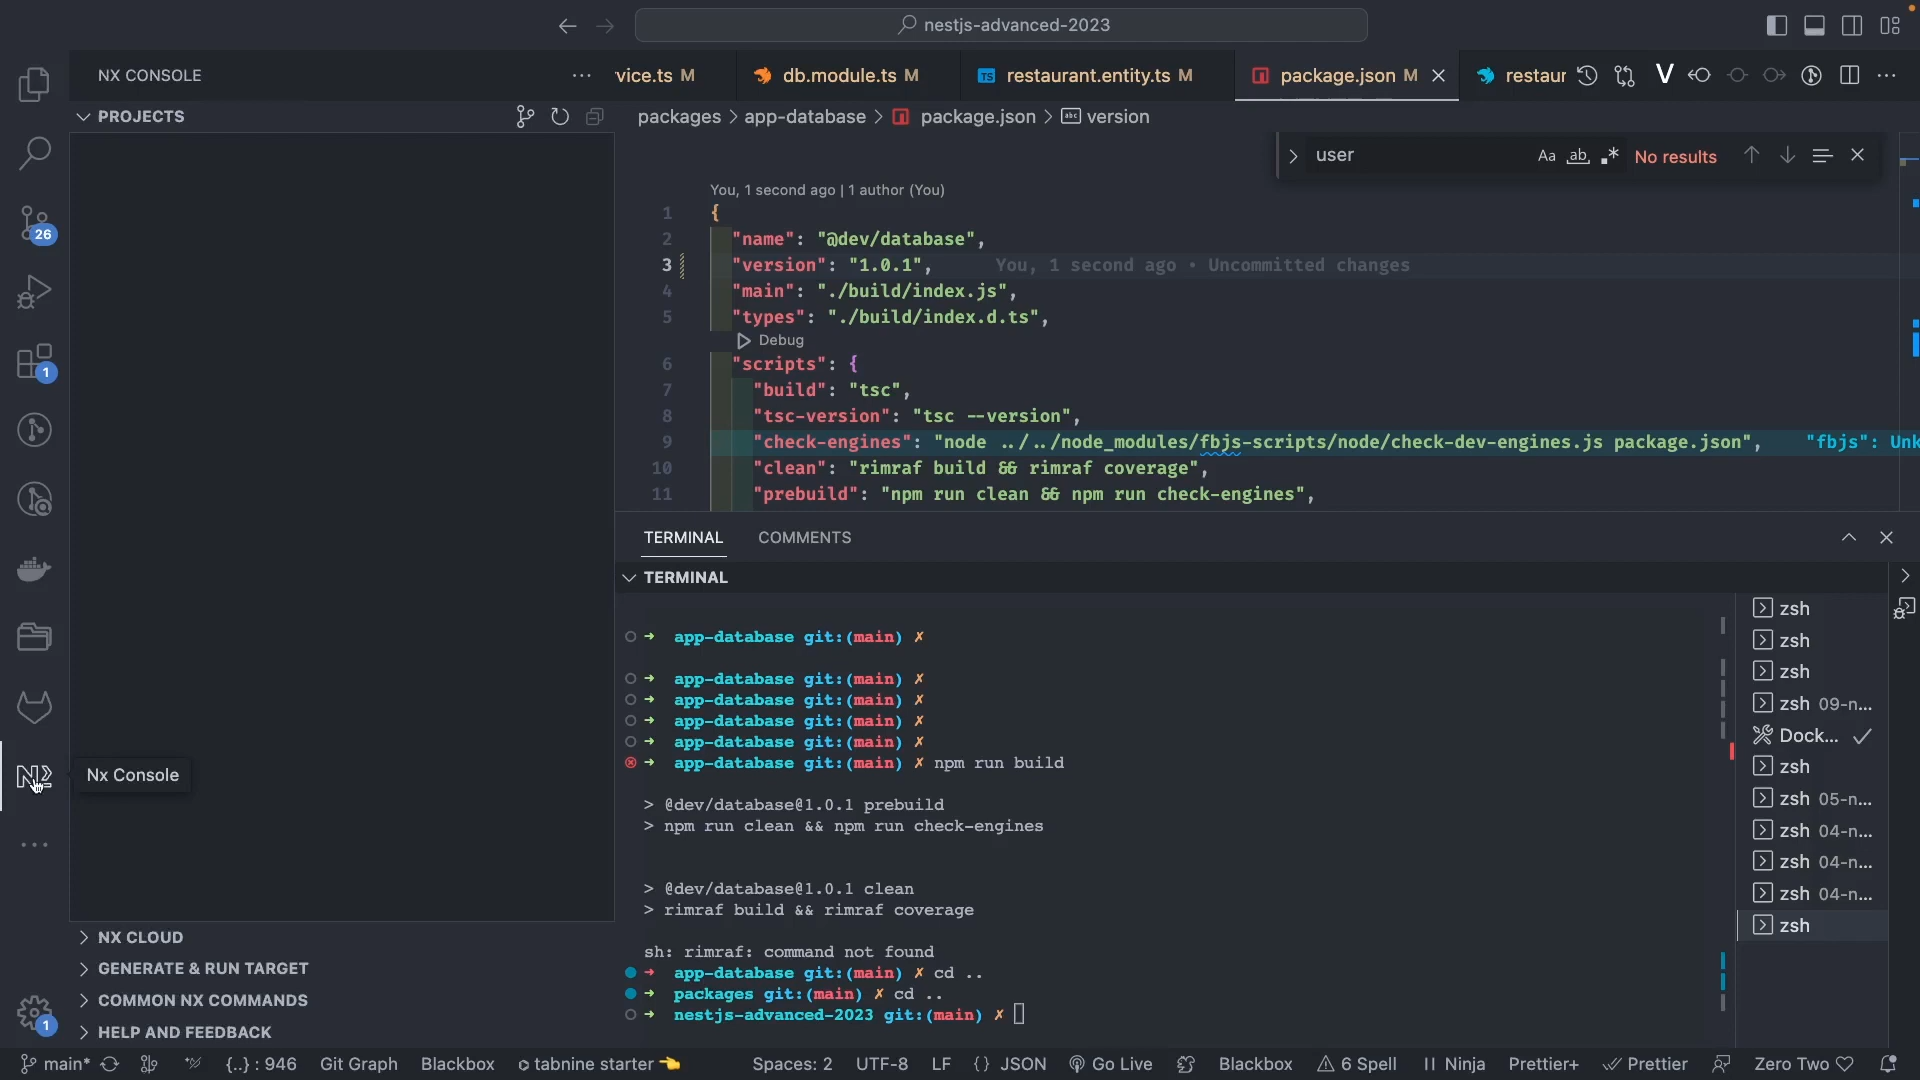 nestjs-advanced-2023
NX CONSOLE
vice.ts M
db.module.ts M
TS restaurant.entity.ts M
package.json M
restaur
PROJECTS
packages > app-database > package.json > abc version
user
Aa ab .* No results
You, 1 second ago | 1 author (You)
1 {
2 "name": "@dev/database",
3 "version": "1.0.1", You, 1 second ago • Uncommitted changes
4 "main": "./build/index.js",
5 "types": "./build/index.d.ts",
Debug
6 "scripts": {
7 "build": "tsc",
8 "tsc-version": "tsc --version",
9 "check-engines": "node ../../node_modules/fbjs-scripts/node/check-dev-engines.js package.json", "fbjs": Unk
10 "clean": "rimraf build && rimraf coverage",
11 "prebuild": "npm run clean && npm run check-engines",
26
1
Nx Console
NX CLOUD
GENERATE & RUN TARGET
COMMON NX COMMANDS
HELP AND FEEDBACK
1
TERMINAL COMMENTS
TERMINAL
→ app-database git:(main) ✗
→ app-database git:(main) ✗
→ app-database git:(main) ✗
→ app-database git:(main) ✗
→ app-database git:(main) ✗
→ app-database git:(main) ✗ npm run build
> @dev/database@1.0.1 prebuild
> npm run clean && npm run check-engines
> @dev/database@1.0.1 clean
> rimraf build && rimraf coverage
sh: rimraf: command not found
→ app-database git:(main) ✗ cd ..
→ packages git:(main) ✗ cd ..
→ nestjs-advanced-2023 git:(main) ✗
zsh
zsh
zsh
zsh 09-n...
Dock...
zsh
zsh 05-n...
zsh 04-n...
zsh 04-n...
zsh 04-n...
zsh
main* {..} : 946 Git Graph Blackbox tabnine starter 👈 Spaces: 2 UTF-8 LF {} JSON Go Live Blackbox 6 Spell II Ninja Prettier+ Prettier Zero Two